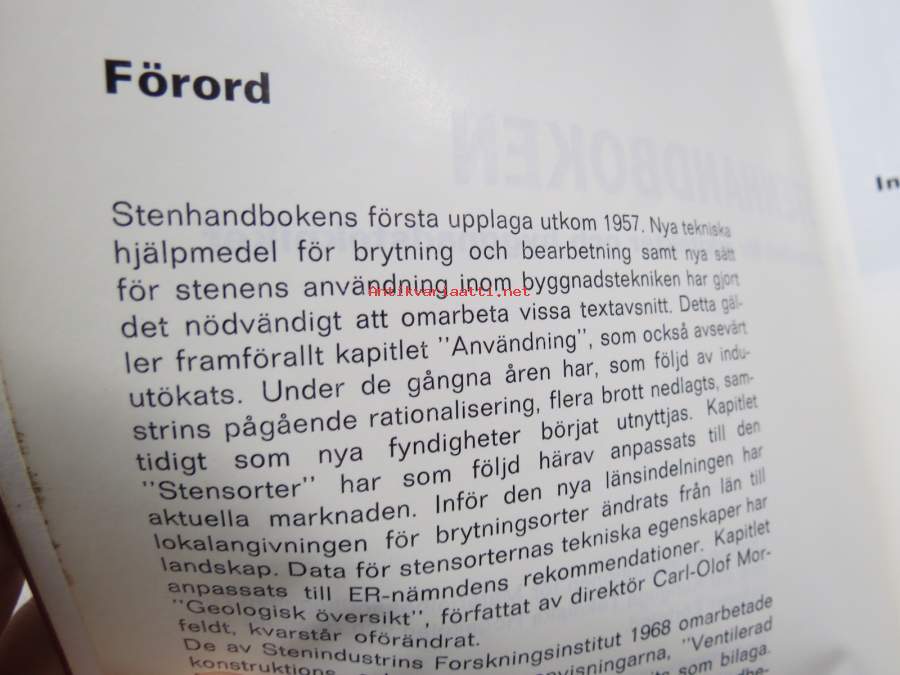 Förord
Stenhandbokens första upplaga utkom 1957. Nya tekniska
hjälpmedel för brytning och bearbetning samt nya sätt
för stenens användning inom byggnadstekniken har gjort
Antikvariaatti.net
det nödvändigt att omarbeta vissa textavsnitt. Detta gäl-
ler framförallt kapitlet "Användning", som också avsevärt
utökats. Under de gångna åren har, som följd av indu-
strins pågående rationalisering, flera brott nedlagts, sam-
tidigt som nya fyndigheter börjat utnyttjas. Kapitlet
"Stensorter" har som följd härav anpassats till den
aktuella marknaden. Inför den nya länsindelningen har
lokalangivningen för brytningsorter ändrats från län till
landskap. Data för stensorternas tekniska egenskaper har
anpassats till ER-nämndens rekommendationer. Kapitlet
"Geologisk översikt", författat av direktör Carl-Olof Mor-
feldt, kvarstår oförändrat.
De av Stenindustrins Forskningsinstitut 1968 omarbetade
"Ventilerad
som bilaga.
In